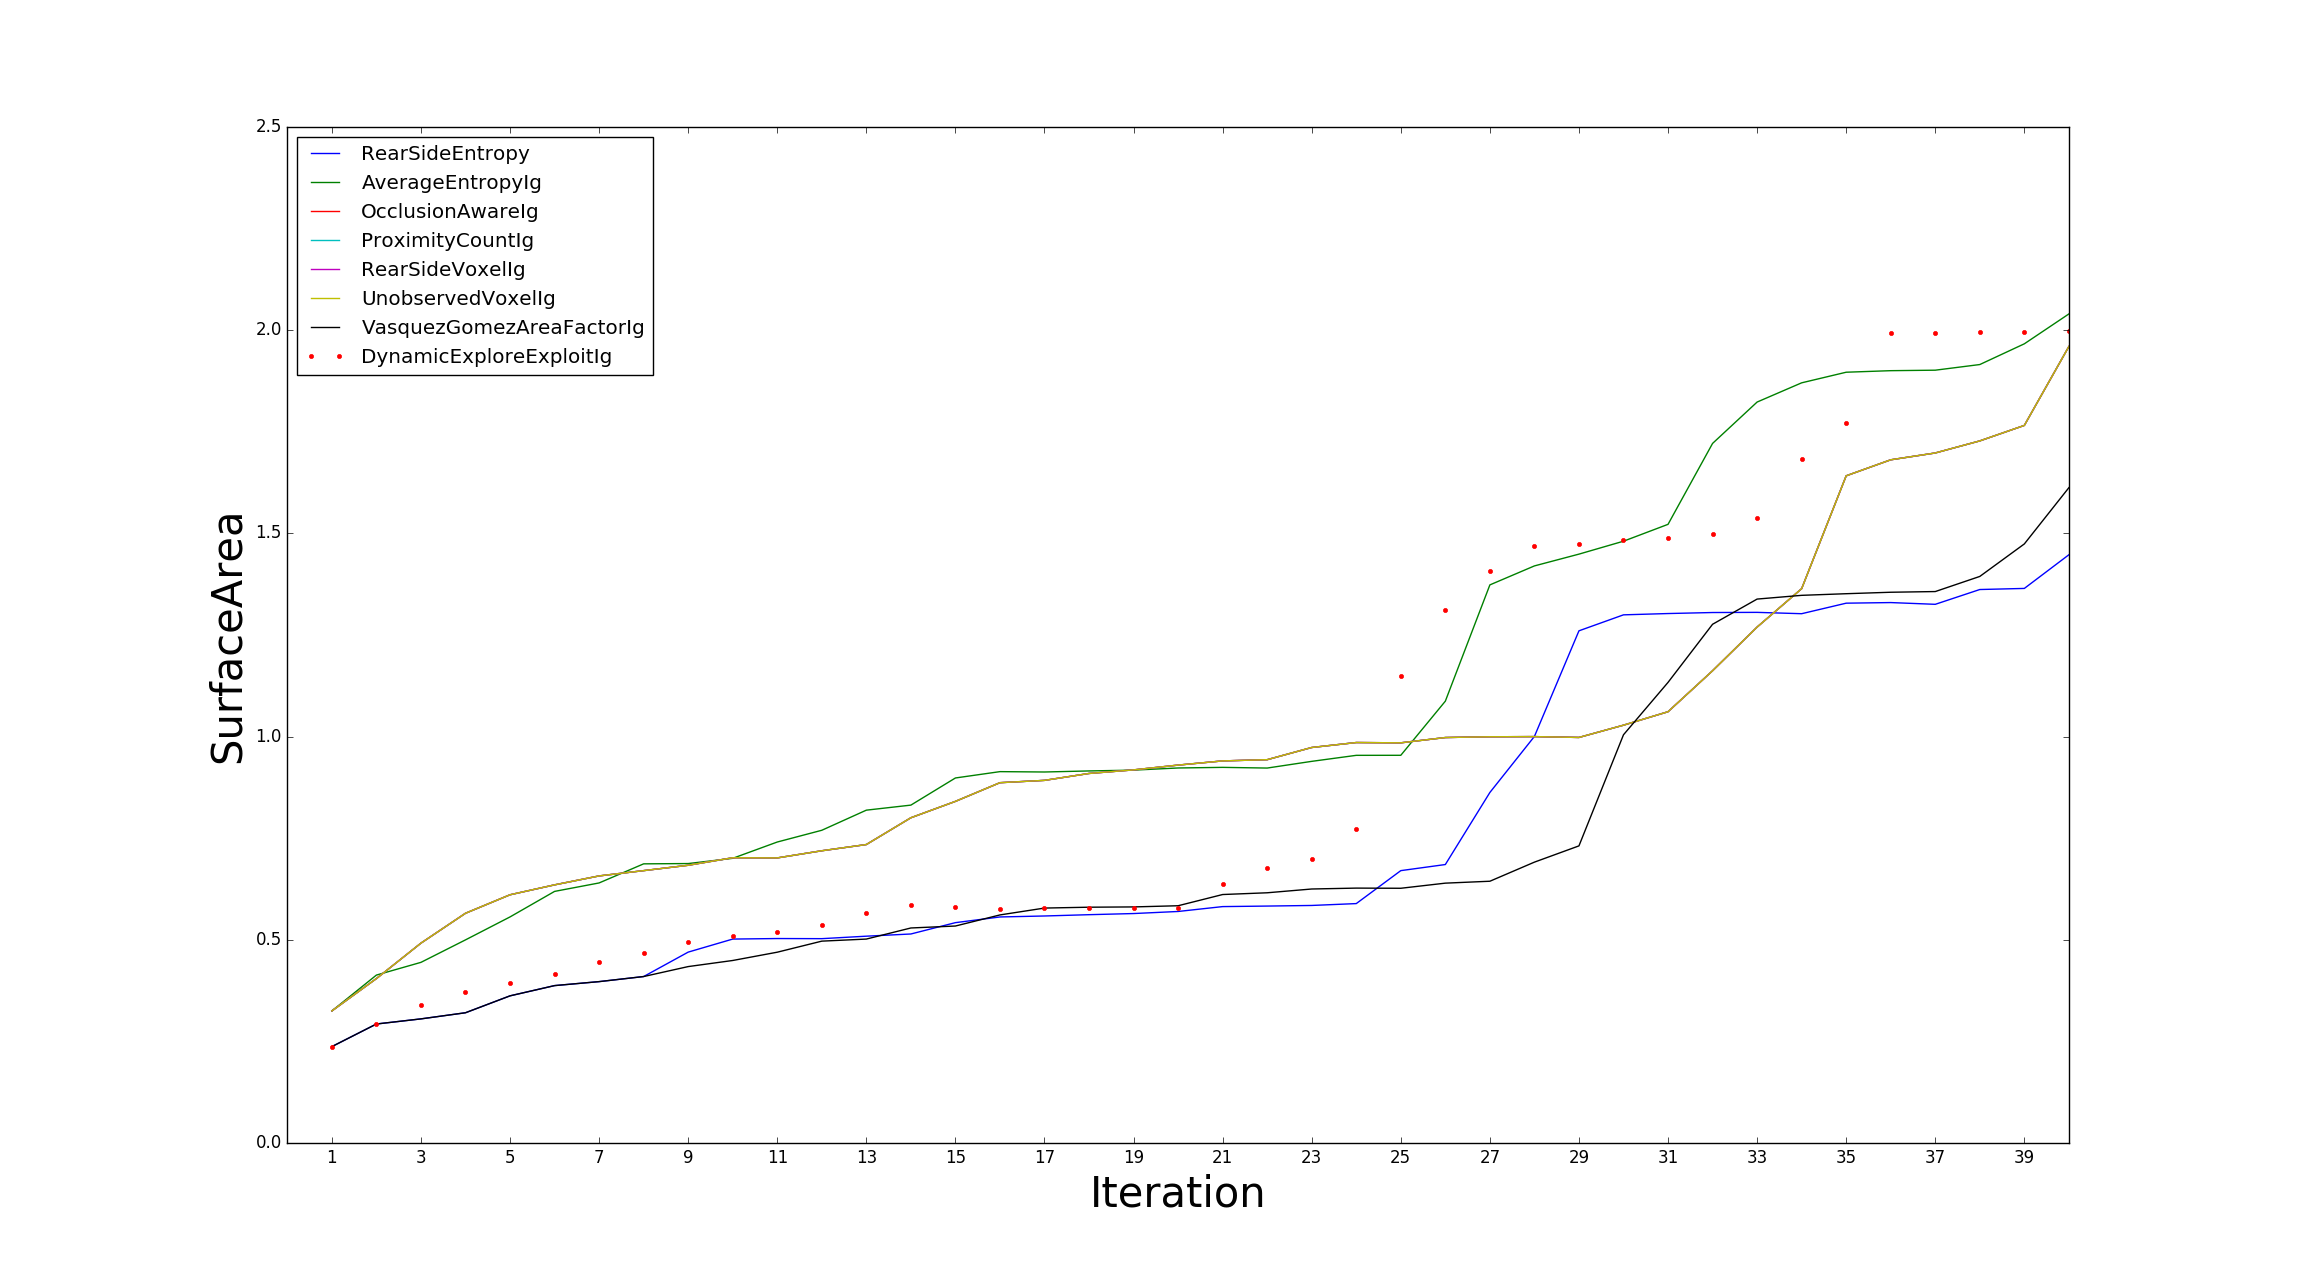 2.5
2.0
1.5
1.0
0.5
0.0
SurfaceArea
RearSideEntropy
AverageEntropyIg
OcclusionAwareIg
ProximityCountIg
RearSideVoxelIg
UnobservedVoxelIg
VasquezGomezAreaFactorIg
DynamicExploreExploitIg
1 3 5 7 9 11 13 15 17 19 21 23 25 27 29 31 33 35 37 39
Iteration